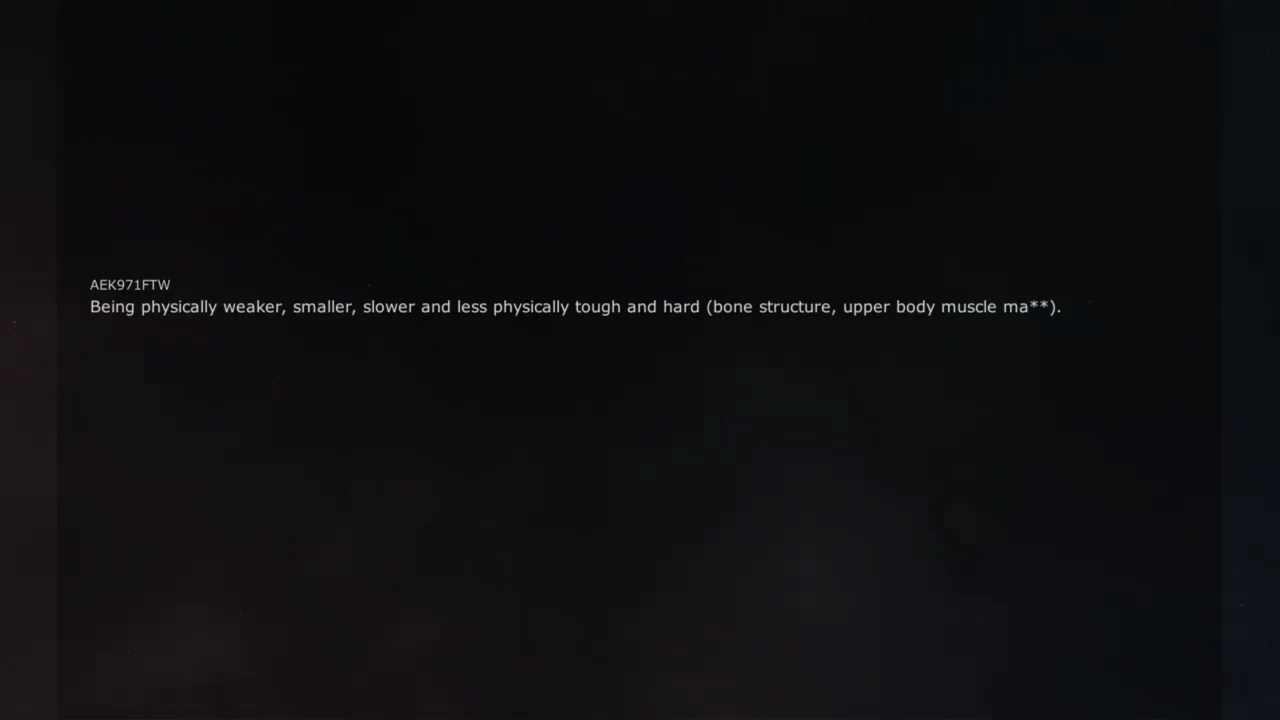 AEK971FTW
Being physically weaker, smaller, slower and less physically tough and hard (bone structure, upper body muscle ma**).